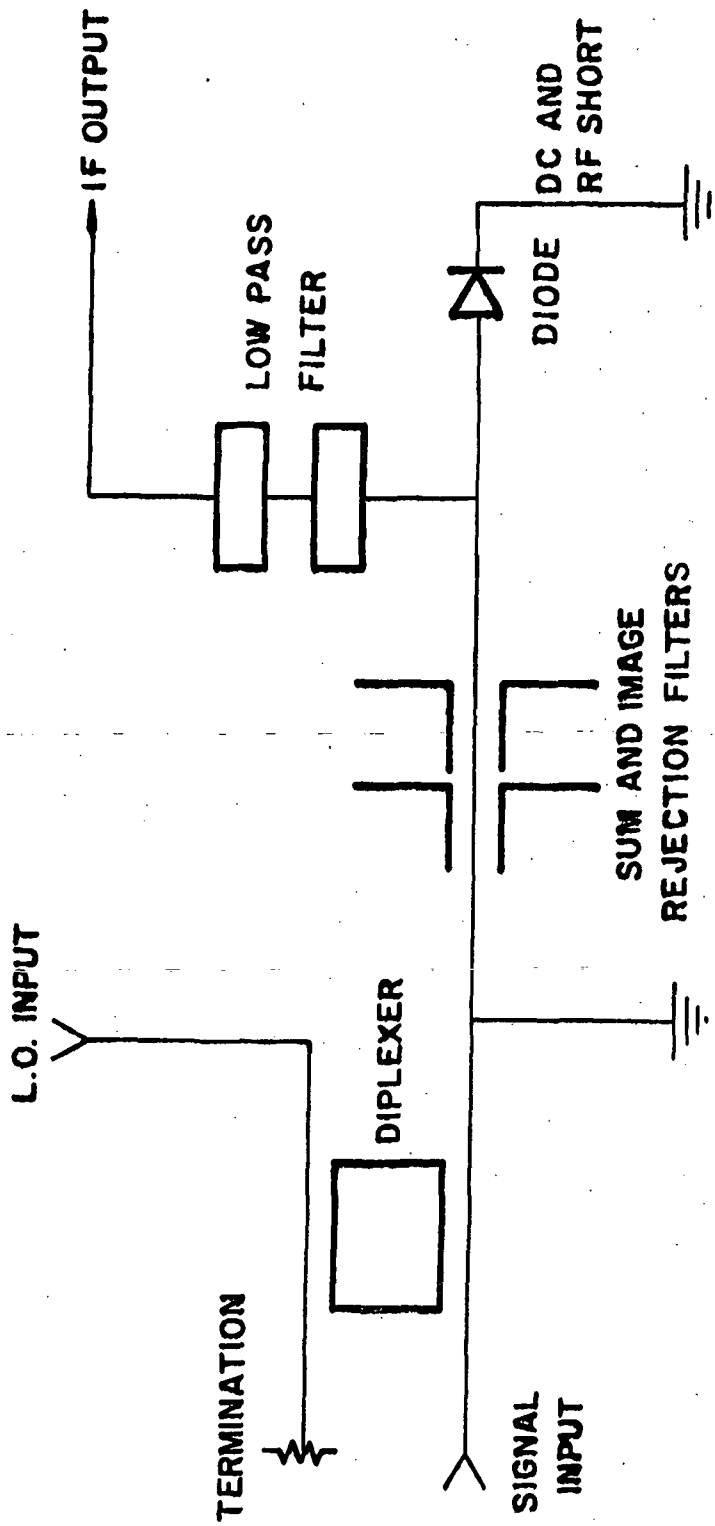 L.O. INPUT
IF OUTPUT
TERMINATION
LOW PASS
FILTER
DIPLEXER
SIGNAL
INPUT
SUM AND IMAGE
REJECTION FILTERS
DIODE
DC AND
RF SHORT